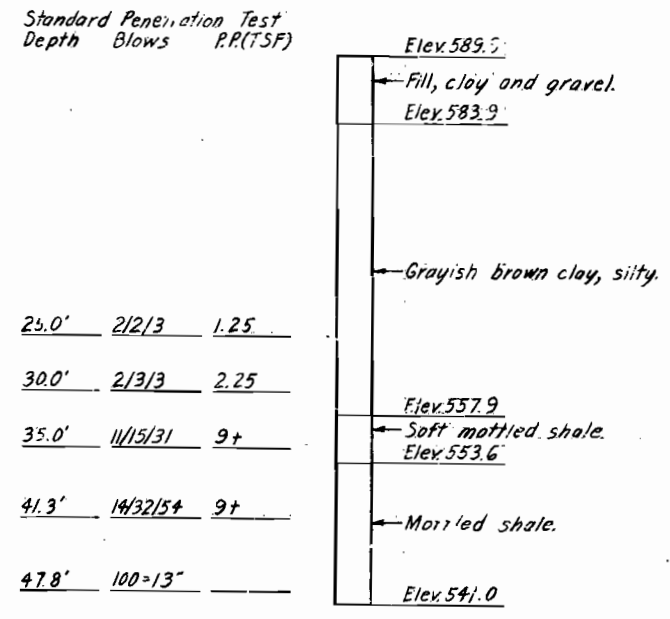 Standard Penetration Test
Depth Blows P.P.(TSF)
25.0' 2/2/3 1.25
30.0' 2/3/3 2.25
35.0' 11/15/31 9+
41.3' 14/32/54 9+
47.8' 100=13"
Elev.
Fill, clay and gravel.
Elev. 583.9
Grayish brown clay, silty.
Elev. 557.9
Soft mottled shale.
Elev. 553.6
Mottled shale.
Elev. 541.0